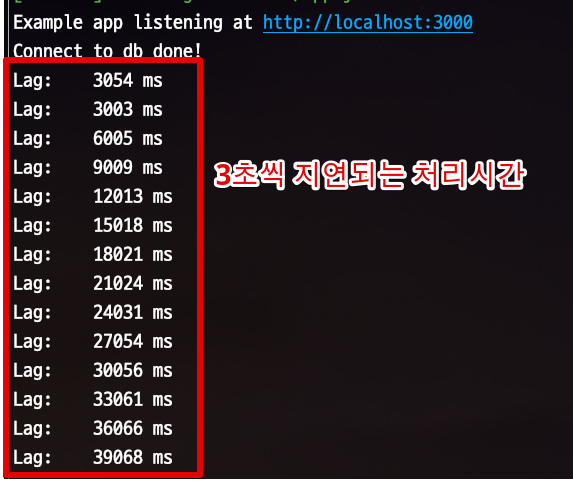 Example app listening at http://localhost:3000
Connect to db done!
Lag: 3054 ms
Lag: 3003 ms
Lag: 6005 ms
Lag: 9009 ms
3초씩 지연되는 처리시간
Lag: 12013 ms
Lag: 15018 ms
Lag: 18021 ms
Lag: 21024 ms
Lag: 24031 ms
Lag: 27054 ms
Lag: 30056 ms
Lag: 33061 ms
Lag: 36066 ms
Lag: 39068 ms